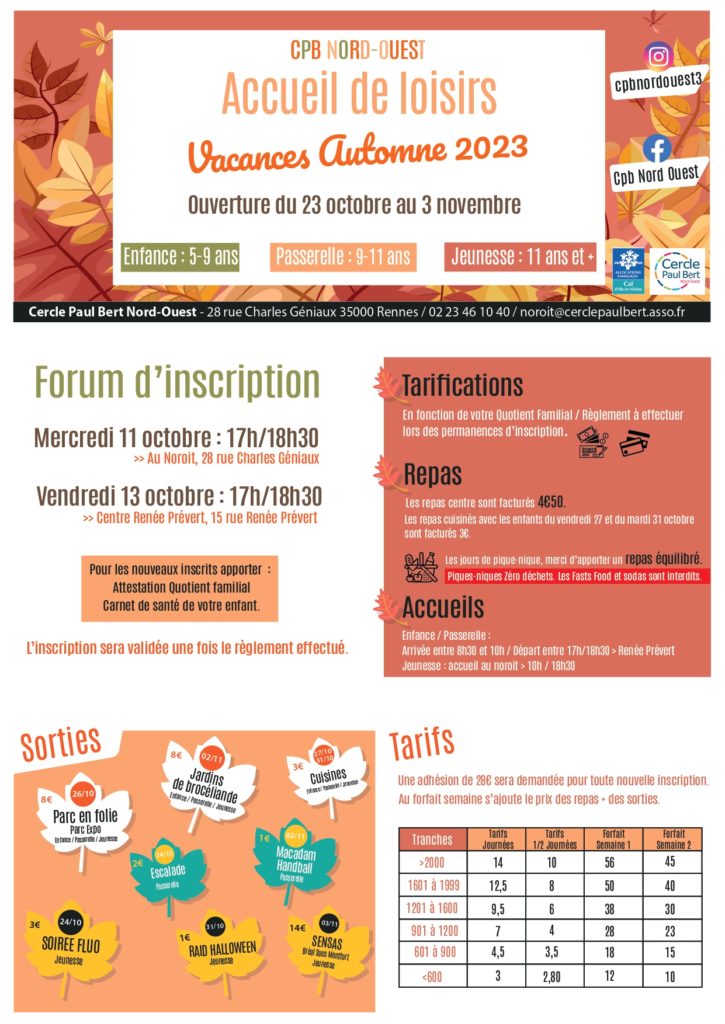 CPB NORD-OUEST
Accueil de loisirs
Vacances Automne 2023
Ouverture du 23 octobre au 3 novembre
Enfance : 5-9 ans
Passerelle : 9-11 ans
Jeunesse : 11 ans et +
cpbnordouest3
Cpb Nord Ouest
ALLOCATIONS FAMILIALES
Caf
d'Ille-et-Vilaine
Cercle
Paul Bert
Nord Ouest
Cercle Paul Bert Nord-Ouest - 28 rue Charles Géniaux 35000 Rennes / 02 23 46 10 40 / noroit@cerclepaulbert.asso.fr
Forum d'inscription
Mercredi 11 octobre : 17h/18h30
>> Au Noroit, 28 rue Charles Géniaux
Vendredi 13 octobre : 17h/18h30
>> Centre Renée Prévert, 15 rue Renée Prévert
Pour les nouveaux inscrits apporter :
Attestation Quotient familial
Carnet de santé de votre enfant.
L'inscription sera validée une fois le règlement effectué.
Tarifications
En fonction de votre Quotient Familial / Règlement à effectuer
lors des permanences d'inscription.
Repas
Les repas centre sont facturés 4€50.
Les repas cuisinés avec les enfants du vendredi 27 et du mardi 31 octobre
sont facturés 3€.
Les jours de pique-nique, merci d'apporter un repas équilibré.
Piques-niques Zéro déchets. Les Fasts Food et sodas sont interdits.
Accueils
Enfance / Passerelle :
Arrivée entre 8h30 et 10h / Départ entre 17h/18h30 > Renée Prévert
Jeunesse : accueil au noroit > 10h / 18h30
Sorties
8€ 26/10
Parc en folie
Parc Expo
Enfance / Passerelle / Jeunesse
8€ 02/11
Jardins
de brocéliande
Enfance / Passerelle / Jeunesse
3€ 27/10
31/10
Cuisines
Enfance / Passerelle / Jeunesse
2€ 24/10
Escalade
Passerelle
1€ 02/11
Macadam
Handball
Passerelle
3€ 24/10
SOIREE FLUO
Jeunesse
1€ 31/10
RAID HALLOWEEN
Jeunesse
14€ 03/11
SENSAS
Bréal Sous Montfort
Jeunesse
Tarifs
Une adhésion de 28€ sera demandée pour toute nouvelle inscription.
Au forfait semaine s'ajoute le prix des repas + des sorties.
Tranches | Tarifs Journées | Tarifs 1/2 Journées | Forfait Semaine 1 | Forfait Semaine 2
>2000 | 14 | 10 | 56 | 45
1601 à 1999 | 12,5 | 8 | 50 | 40
1201 à 1600 | 9,5 | 6 | 38 | 30
901 à 1200 | 7 | 4 | 28 | 23
601 à 900 | 4,5 | 3,5 | 18 | 15
<600 | 3 | 2,80 | 12 | 10